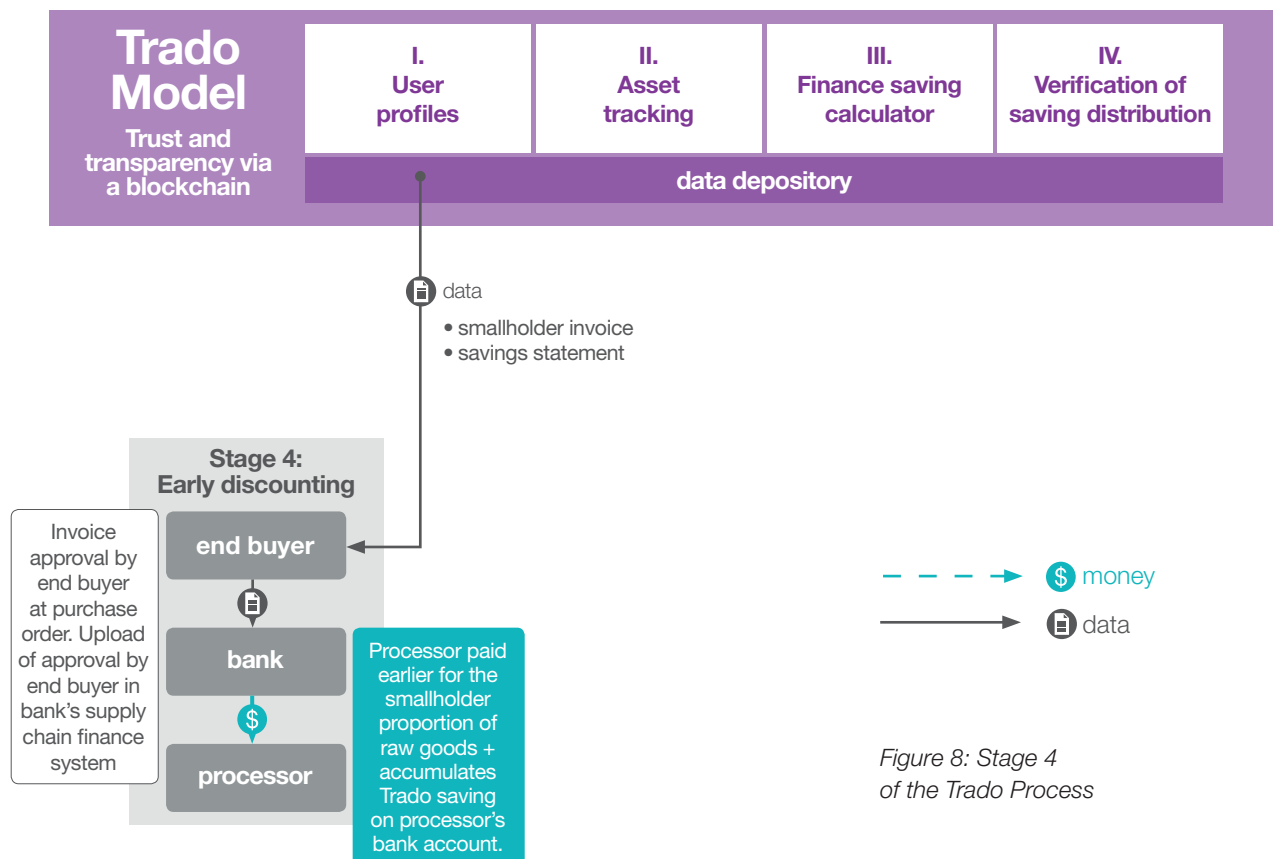 Trado
Model
Trust and
transparency via
a blockchain
I.
User
profiles
II.
Asset
tracking
III.
Finance saving
calculator
IV.
Verification of
saving distribution
data depository
data
• smallholder invoice
• savings statement
Stage 4:
Early discounting
Invoice
approval by
end buyer
at purchase
order. Upload
of approval by
end buyer in
bank's supply
chain finance
system
end buyer
bank
$
processor
Processor paid
earlier for the
smallholder
proportion of
raw goods +
accumulates
Trado saving
on processor's
bank account.
$ money
data
Figure 8: Stage 4
of the Trado Process